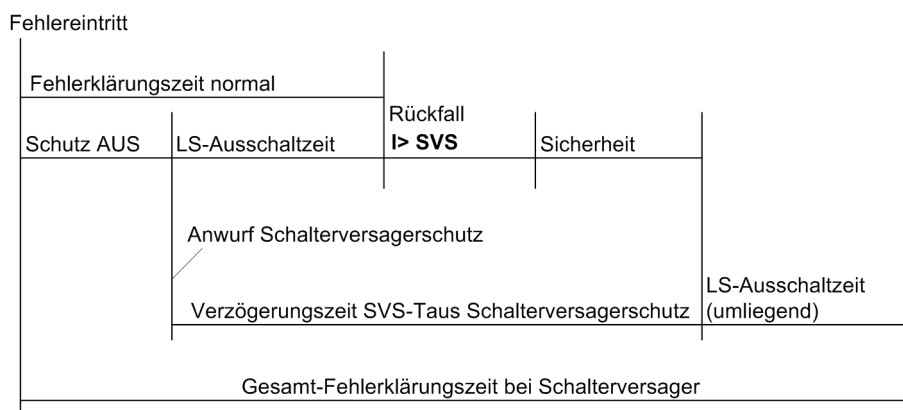 Fehlereintritt
Fehlerklärungszeit normal
Rückfall
Schutz AUS
LS-Ausschaltzeit
I> SVS
Sicherheit
Anwurf Schalterversagerschutz
LS-Ausschaltzeit
Verzögerungszeit SVS-Taus Schalterversagerschutz
(umliegend)
Gesamt-Fehlerklärungszeit bei Schalterversager